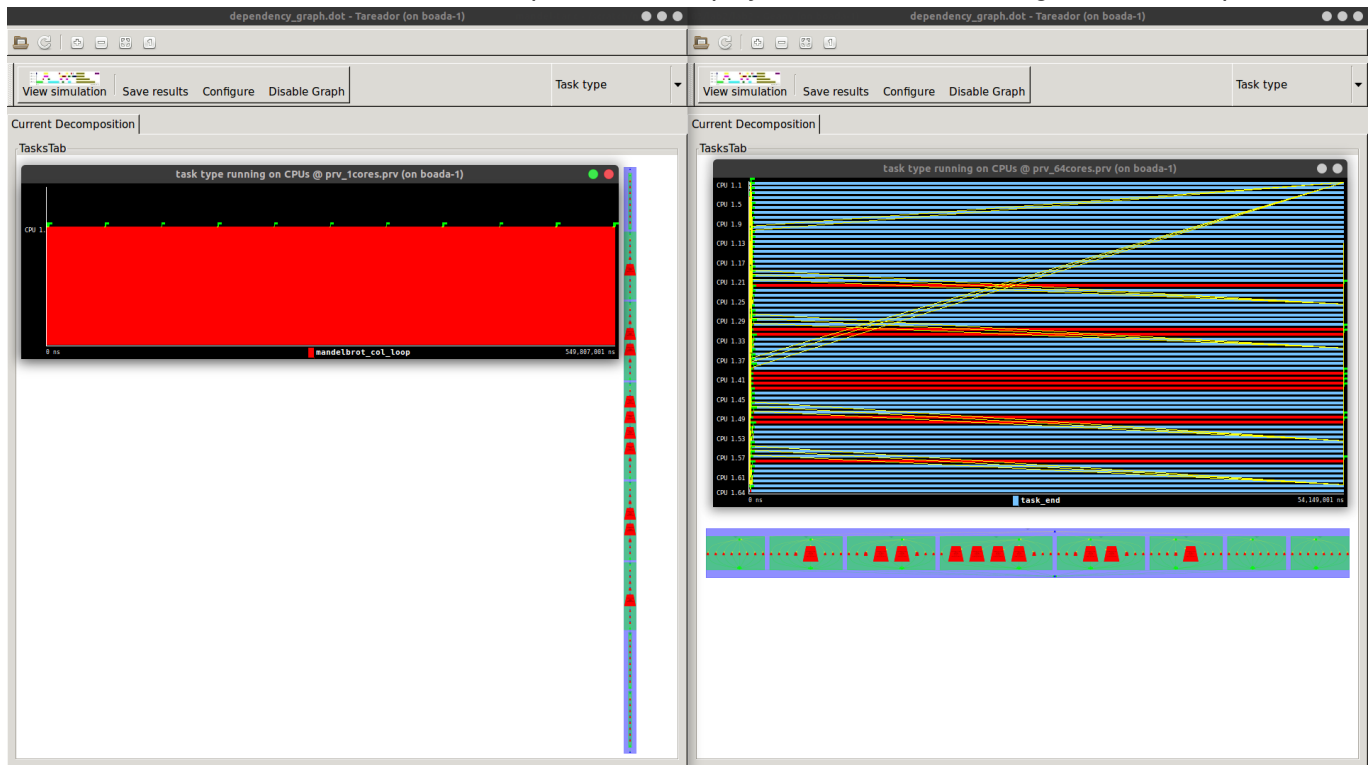 dependency_graph.dot - Tareador (on boada-1)
View simulation Save results Configure Disable Graph Task type
Current Decomposition
TasksTab
task type running on CPUs @ prv_1cores.prv (on boada-1)
CPU 1.
0 ns mandelbrot_col_loop 549,807,001 ns
dependency_graph.dot - Tareador (on boada-1)
View simulation Save results Configure Disable Graph Task type
Current Decomposition
TasksTab
task type running on CPUs @ prv_64cores.prv (on boada-1)
CPU 1.1
CPU 1.5
CPU 1.9
CPU 1.13
CPU 1.17
CPU 1.21
CPU 1.25
CPU 1.29
CPU 1.33
CPU 1.37
CPU 1.41
CPU 1.45
CPU 1.49
CPU 1.53
CPU 1.57
CPU 1.61
CPU 1.64
0 ns task_end 54,149,001 ns